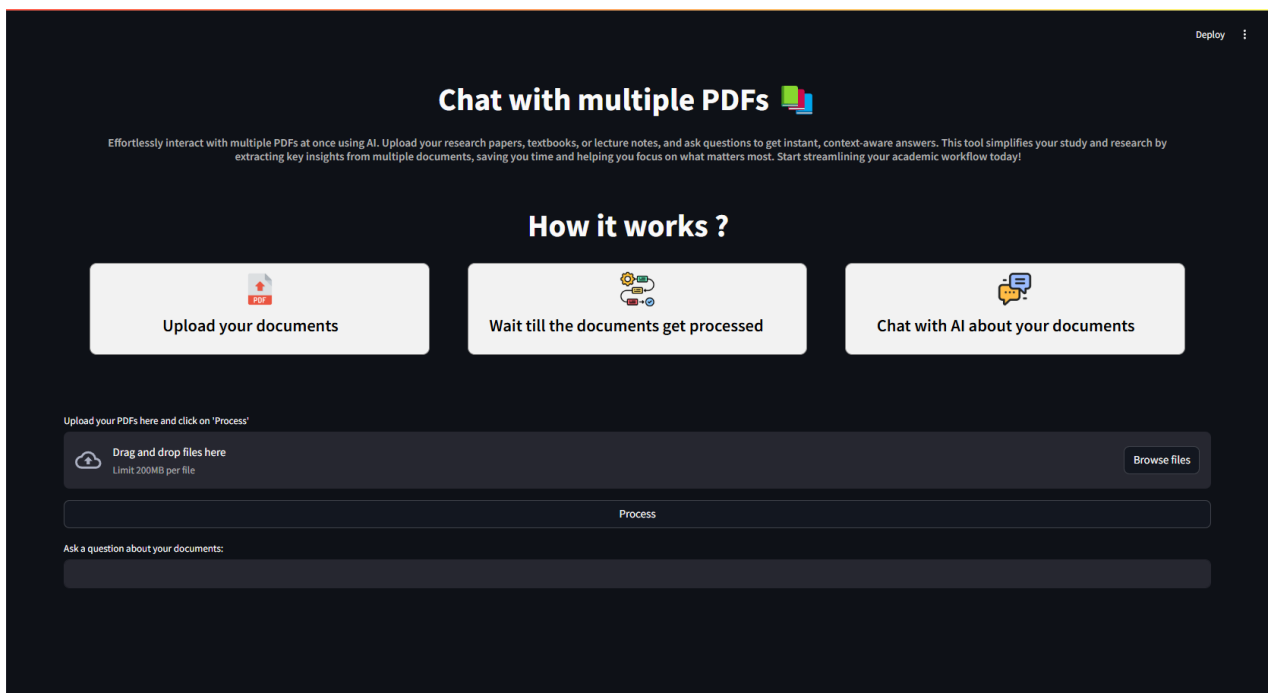 Deploy
Chat with multiple PDFs
Effortlessly interact with multiple PDFs at once using AI. Upload your research papers, textbooks, or lecture notes, and ask questions to get instant, context-aware answers. This tool simplifies your study and research by
extracting key insights from multiple documents, saving you time and helping you focus on what matters most. Start streamlining your academic workflow today!
How it works ?
PDF
Upload your documents
Wait till the documents get processed
Chat with AI about your documents
Upload your PDFs here and click on 'Process'
Drag and drop files here
Limit 200MB per file
Browse files
Process
Ask a question about your documents: